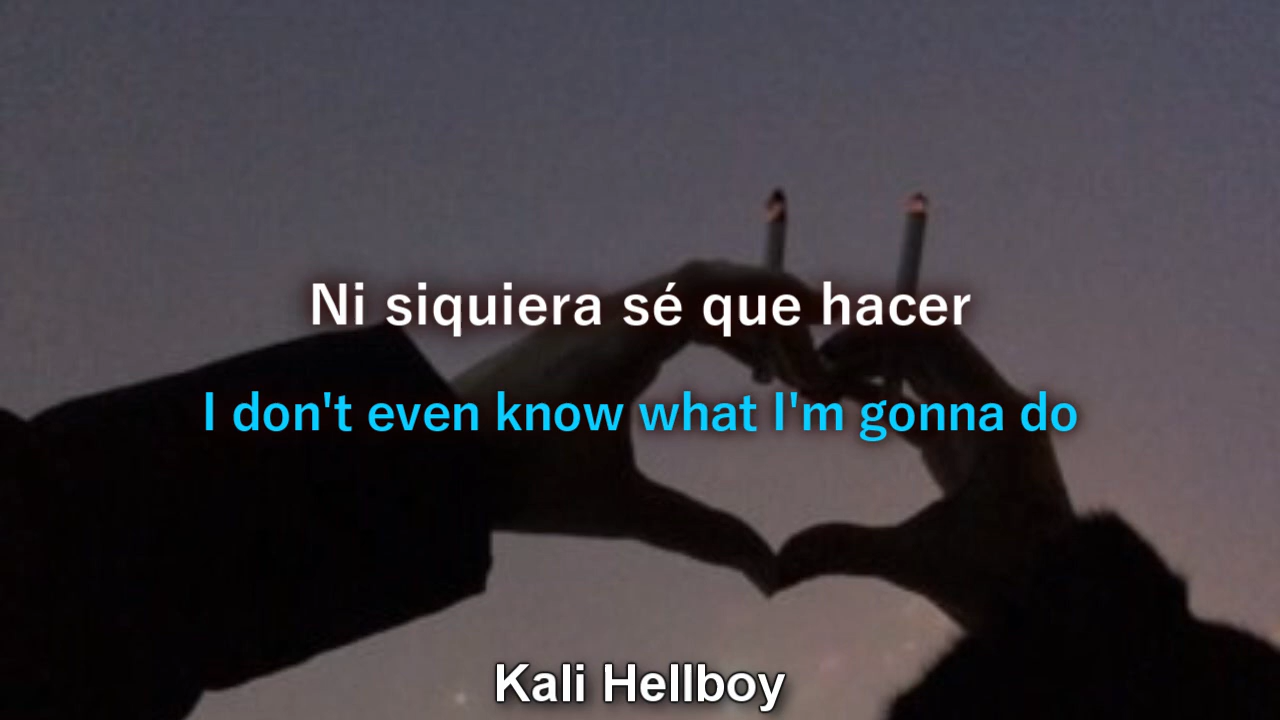 Ni siquiera sé que hacer
I don't even know what I'm gonna do
Kali Hellboy